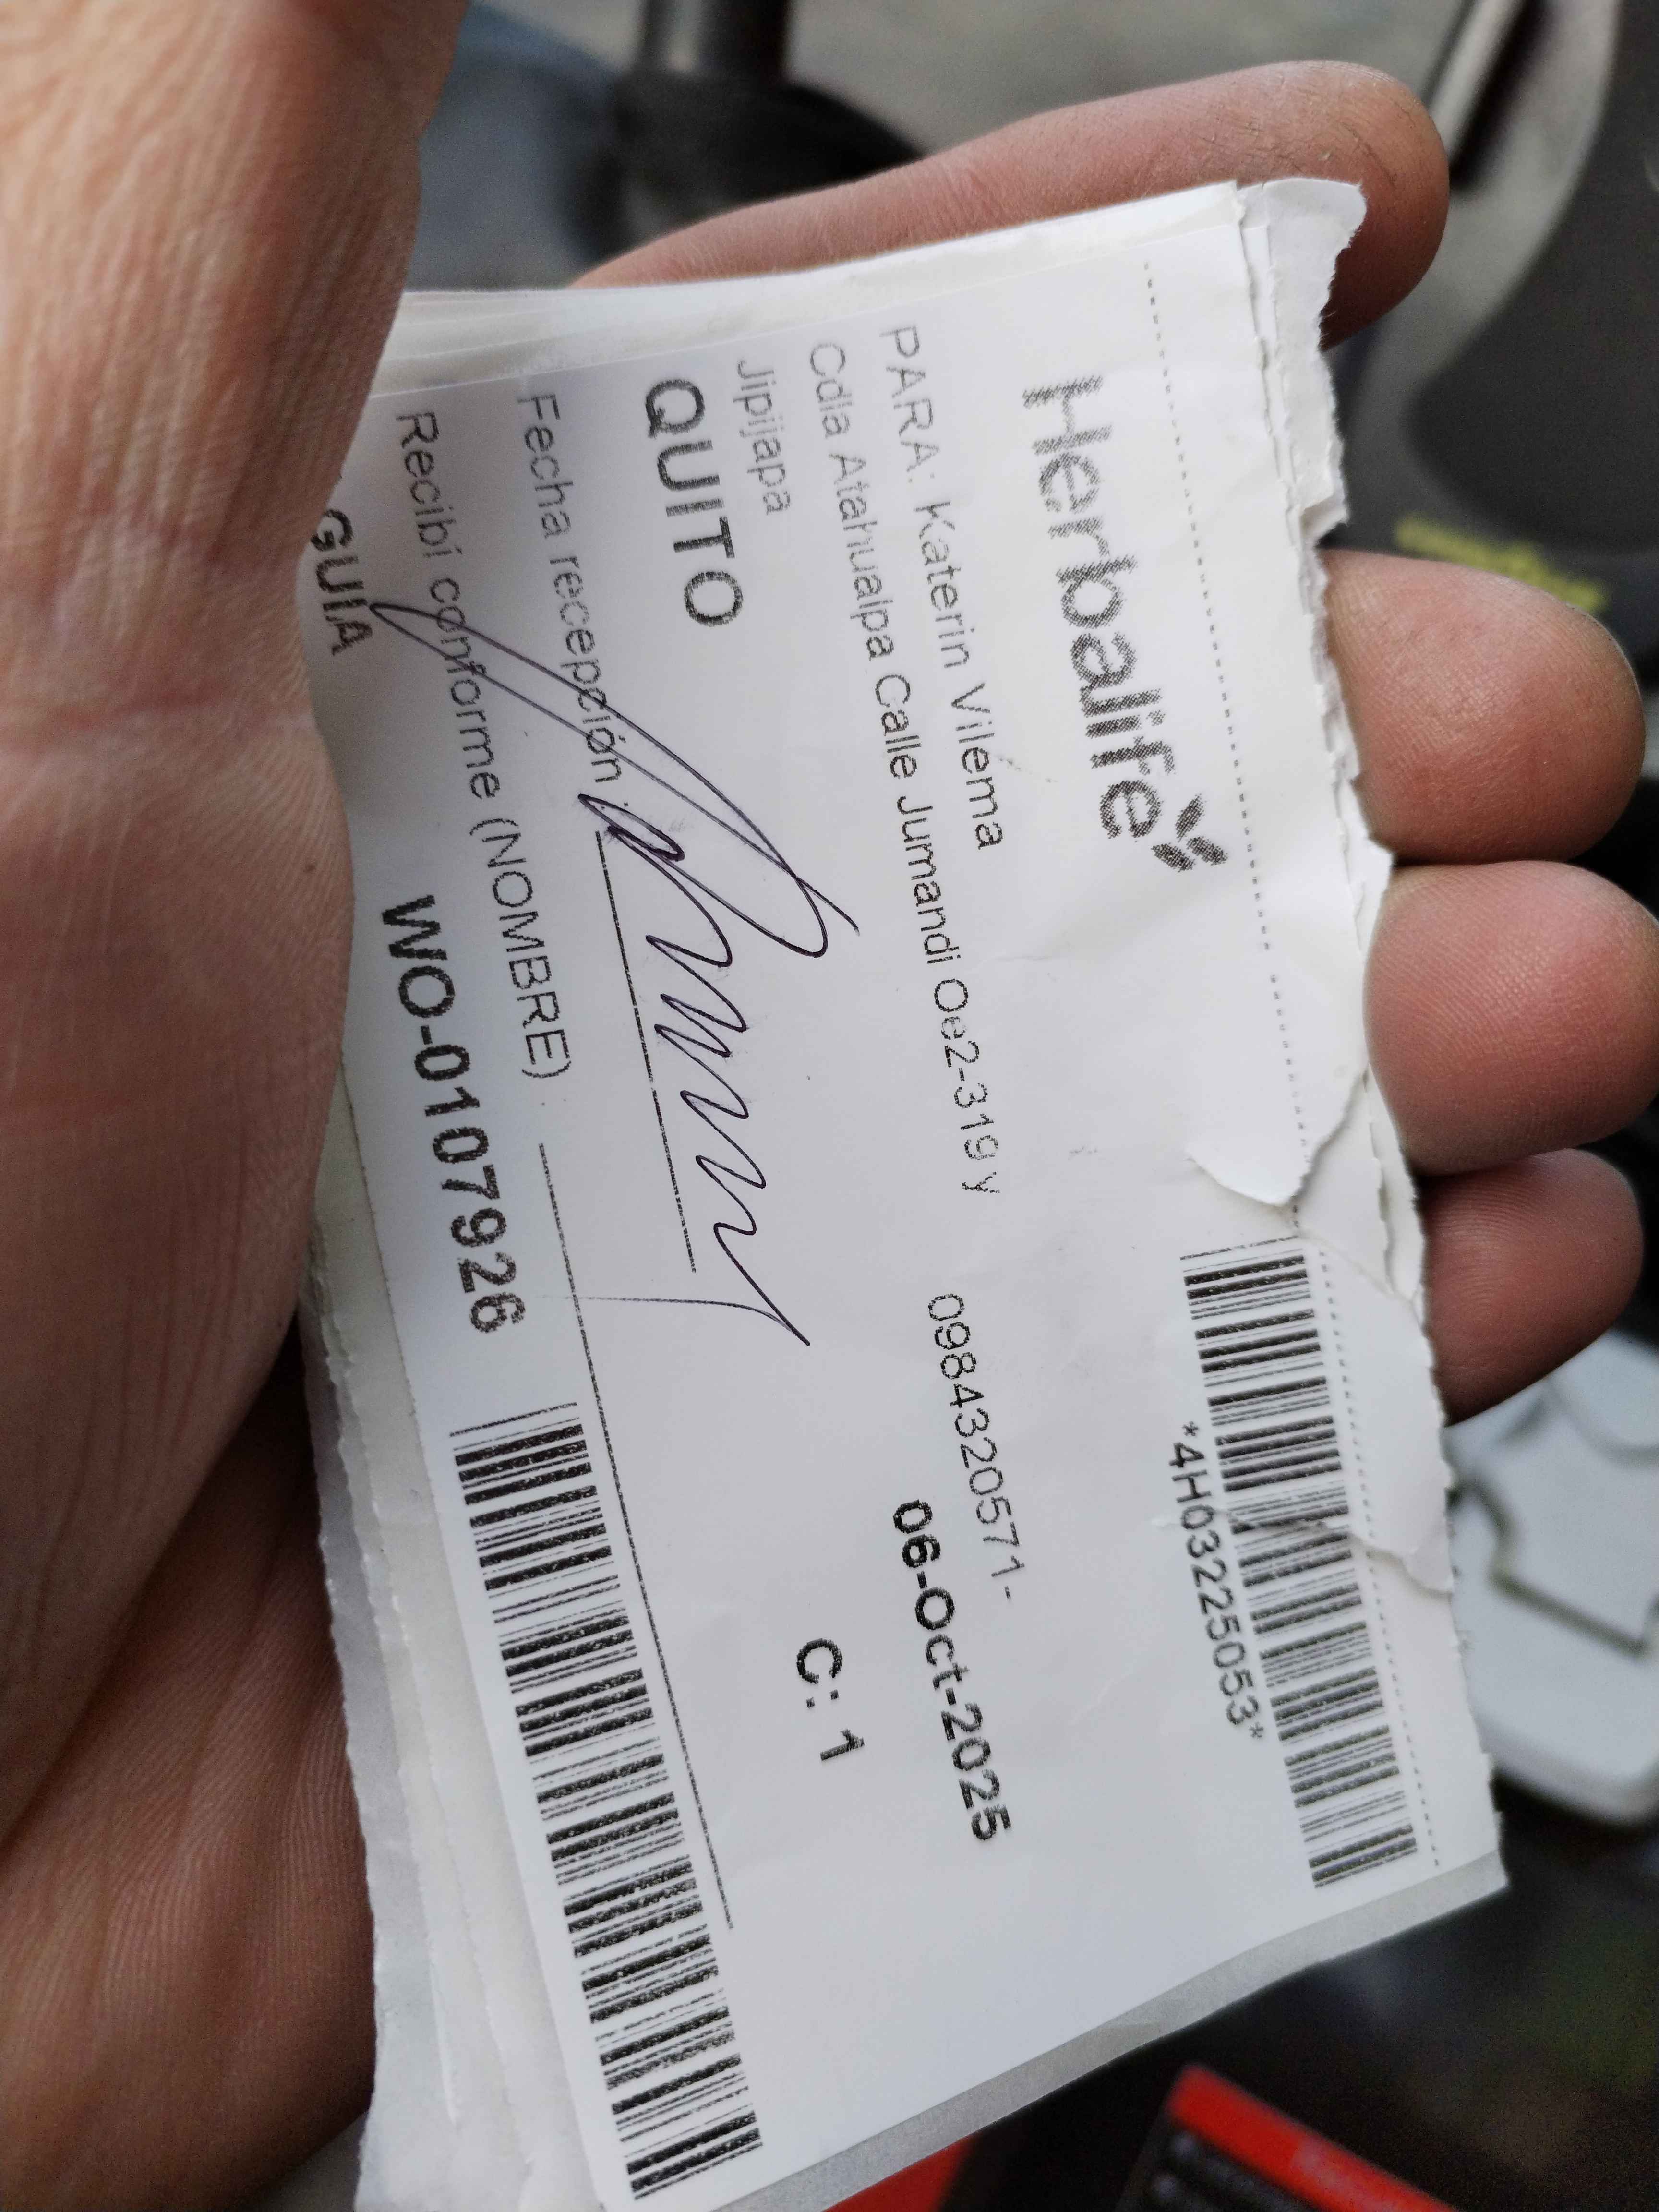 Herbalife
*4H03225053*
PARA: Katerin Vilema 0984320571-
Cdla Atahualpa Calle Jumandi Oe2-319 y
06-Oct-2025
Jipijapa
QUITO
C: 1
Fecha recepción :
Recibí conforme (NOMBRE) :
GUIA WO-0107926